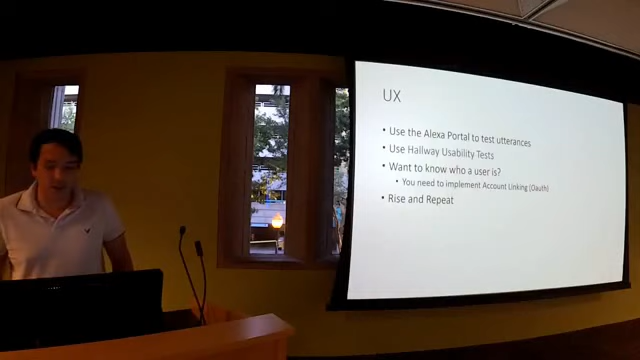 UX
• Use the Alexa Portal to test utterances
• Use Hallway Usability Tests
• Want to know who a user is?
• You need to implement Account Linking (Oauth)
• Rise and Repeat